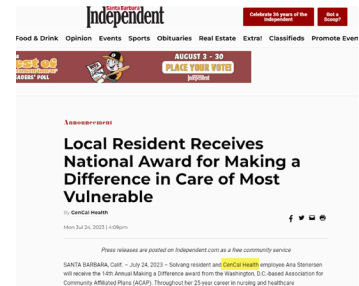 Santa Barbara
Independent
Celebrate 36 years of the Independent
Got a Scoop?
Food & Drink Opinion Events Sports Obituaries Real Estate Extra! Classifieds Promote Even
AUGUST 3 - 30
PLACE YOUR VOTE!
Independent
READERS' POLL
Announcement
Local Resident Receives
National Award for Making a
Difference in Care of Most
Vulnerable
By CenCal Health
Mon Jul 24, 2023 | 4:09pm
Press releases are posted on Independent.com as a free community service
SANTA BARBARA, Calif. – July 24, 2023 – Solvang resident and CenCal Health employee Ana Stenersen
will receive the 14th Annual Making a Difference award from the Washington, D.C.-based Association for
Community Affiliated Plans (ACAP). Throughout her 25-year career in nursing and healthcare